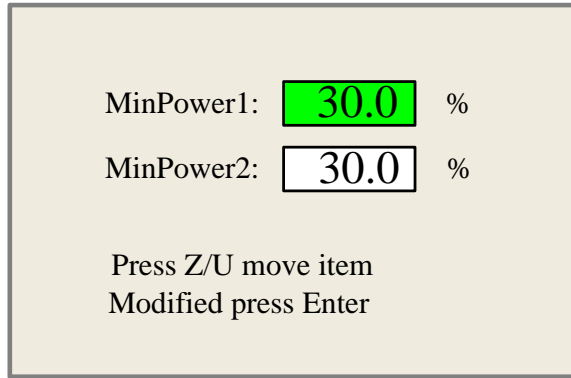 MinPower1: 30.0 %
MinPower2: 30.0 %
Press Z/U move item
Modified press Enter